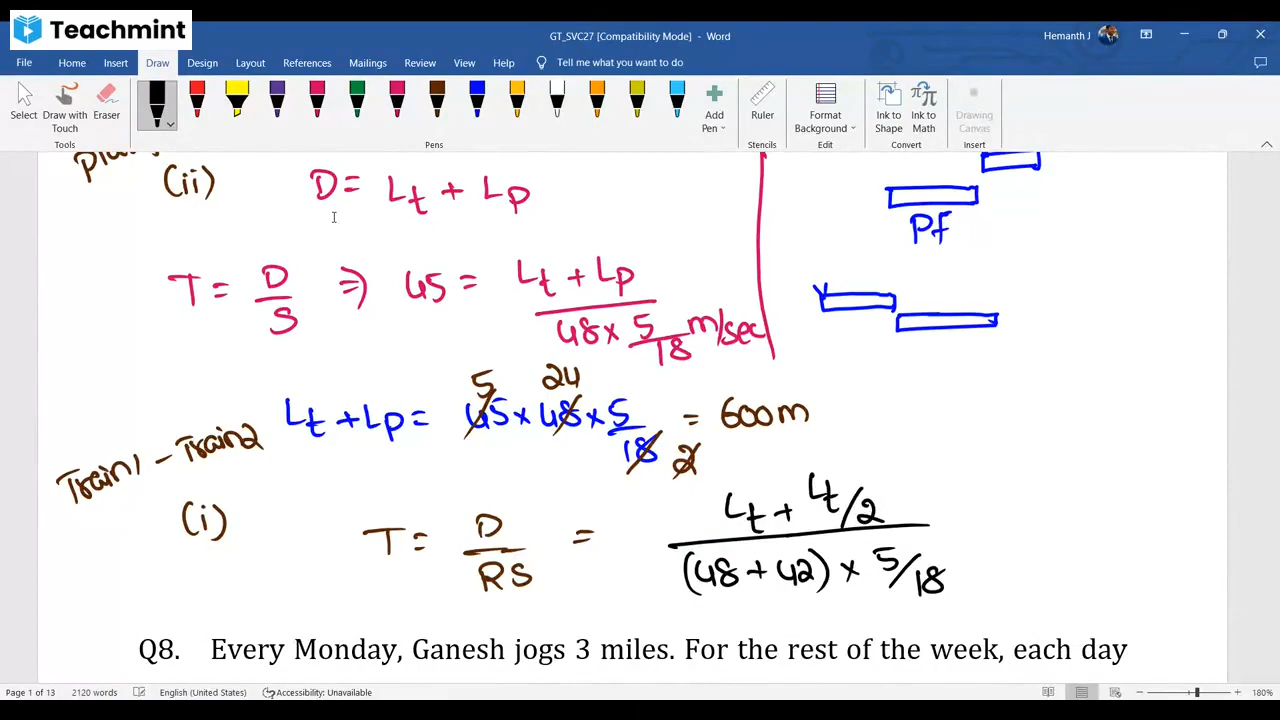 Teachmint
GT_SVC27 [Compatibility Mode] - Word
Hemanth J
File Home Insert Draw Design Layout References Mailings Review View Help Tell me what you want to do
Select Draw with Touch Eraser Add Pen Ruler Format Background Ink to Shape Ink to Math Drawing Canvas
Tools Pens Stencils Edit Convert Insert
(ii) D = Lt + Lp
Pf
T = D/S ⇒ 45 = (Lt + Lp)/(48 × 5/18 m/sec)
5 24
Lt + Lp = 45 × 48 × 5/18 = 600m
2
Train1 - Train2
(i) T = D/RS = (Lt + Lt/2)/((48 + 42) × 5/18)
Q8. Every Monday, Ganesh jogs 3 miles. For the rest of the week, each day
Page 1 of 13 2120 words English (United States) Accessibility: Unavailable 180%